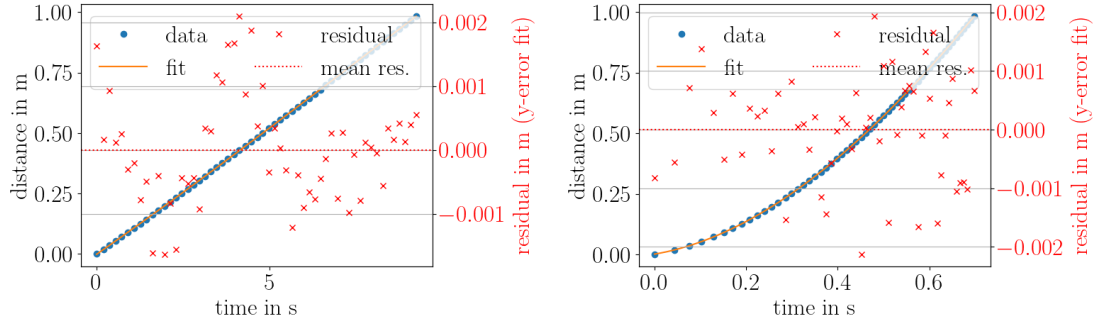 1.00
0.75
0.50
0.25
0.00
distance in m
data
fit
residual
mean res.
0.002
0.001
0.000
−0.001
residual in m (y-error fit)
0
5
time in s
1.00
0.75
0.50
0.25
0.00
distance in m
data
fit
residual
mean res.
0.002
0.001
0.000
−0.001
−0.002
residual in m (y-error fit)
0.0
0.2
0.4
0.6
time in s